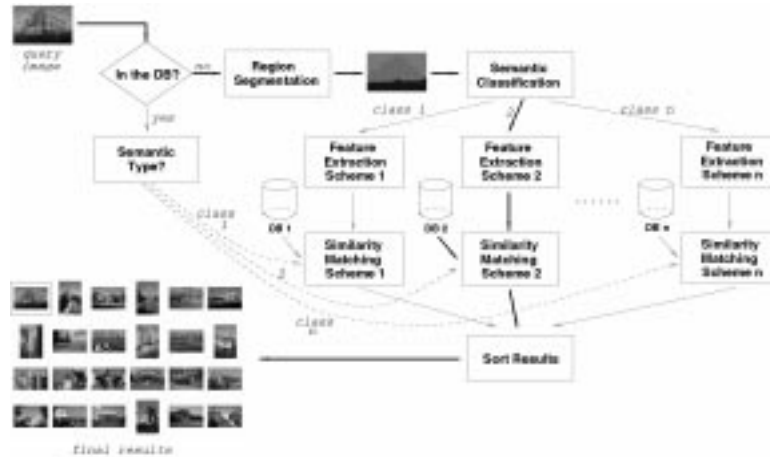 query
image
In the DB?
no
Region
Segmentation
Semantic
Classification
yes
class 1
2
class n
Semantic
Type?
Feature
Extraction
Scheme 1
Feature
Extraction
Scheme 2
Feature
Extraction
Scheme n
class
1
DB 1
DB 2
......
DB n
2
Similarity
Matching
Scheme 1
Similarity
Matching
Scheme 2
Similarity
Matching
Scheme n
class
n
Sort Results
final results